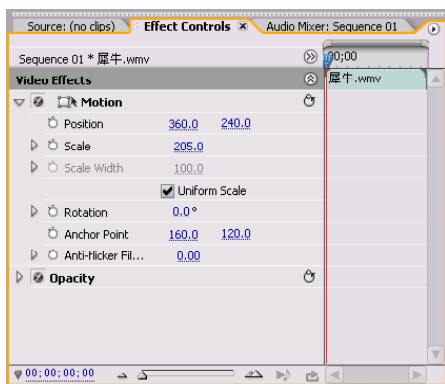 Source: (no clips) Effect Controls × Audio Mixer: Sequence 01
Sequence 01 * 犀牛.wmv 00;00
Video Effects 犀牛.wmv
Motion
Position 360.0 240.0
Scale 205.0
Scale Width 100.0
Uniform Scale
Rotation 0.0°
Anchor Point 160.0 120.0
Anti-flicker Fil... 0.00
Opacity
00;00;00;00